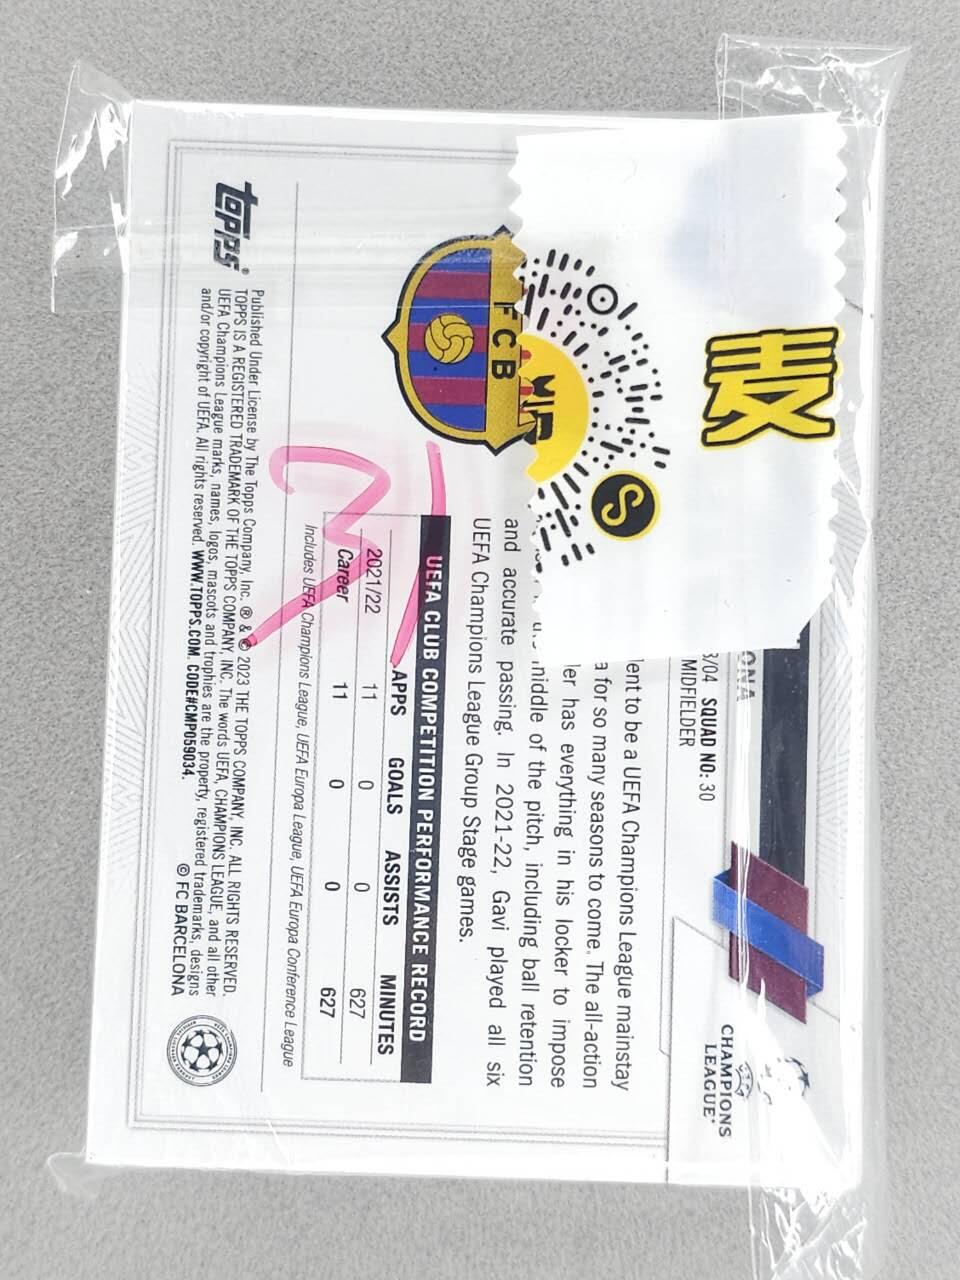 麦
S
FCB
ONA
3/04 SQUAD NO: 30
MIDFIELDER
CHAMPIONS
LEAGUE
ent to be a UEFA Champions League mainstay
a for so many seasons to come. The all-action
ler has everything in his locker to impose
middle of the pitch, including ball retention
and accurate passing. In 2021-22, Gavi played all six
UEFA Champions League Group Stage games.
UEFA CLUB COMPETITION PERFORMANCE RECORD
APPS GOALS ASSISTS MINUTES
2021/22 11 0 0 627
Career 11 0 0 627
Includes UEFA Champions League, UEFA Europa League, UEFA Europa Conference League
topps®
Published Under License by The Topps Company, Inc. ® & © 2023 THE TOPPS COMPANY, INC. ALL RIGHTS RESERVED.
TOPPS IS A REGISTERED TRADEMARK OF THE TOPPS COMPANY, INC. The words UEFA, CHAMPIONS LEAGUE, and all other
UEFA Champions League marks, names, logos, mascots and trophies are the property, registered trademarks, designs
and/or copyright of UEFA. All rights reserved. WWW.TOPPS.COM. CODE#CMP059034. © FC BARCELONA